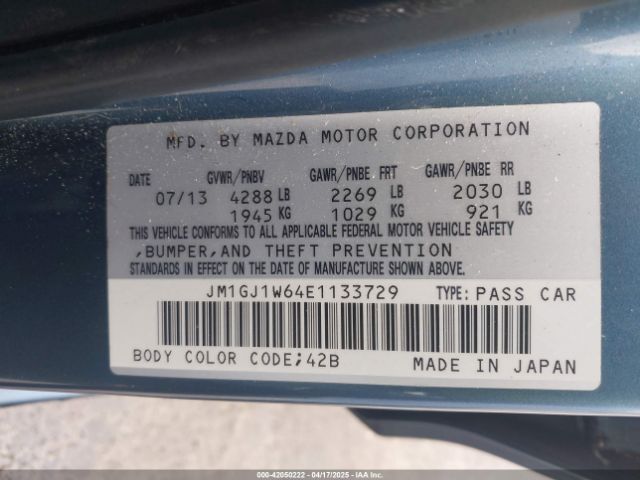 MFD. BY MAZDA MOTOR CORPORATION
DATE GVWR/PNBV GAWR/PNBE FRT GAWR/PNBE RR
07/13 4288 LB 2269 LB 2030 LB
1945 KG 1029 KG 921 KG
THIS VEHICLE CONFORMS TO ALL APPLICABLE FEDERAL MOTOR VEHICLE SAFETY
,BUMPER,AND THEFT PREVENTION
STANDARDS IN EFFECT ON THE DATE OF MANUFACTURE SHOWN ABOVE.
JM1GJ1W64E1133729 TYPE: PASS CAR
BODY COLOR CODE;42B MADE IN JAPAN
000-42050222 - 04/17/2025 - IAA Inc.